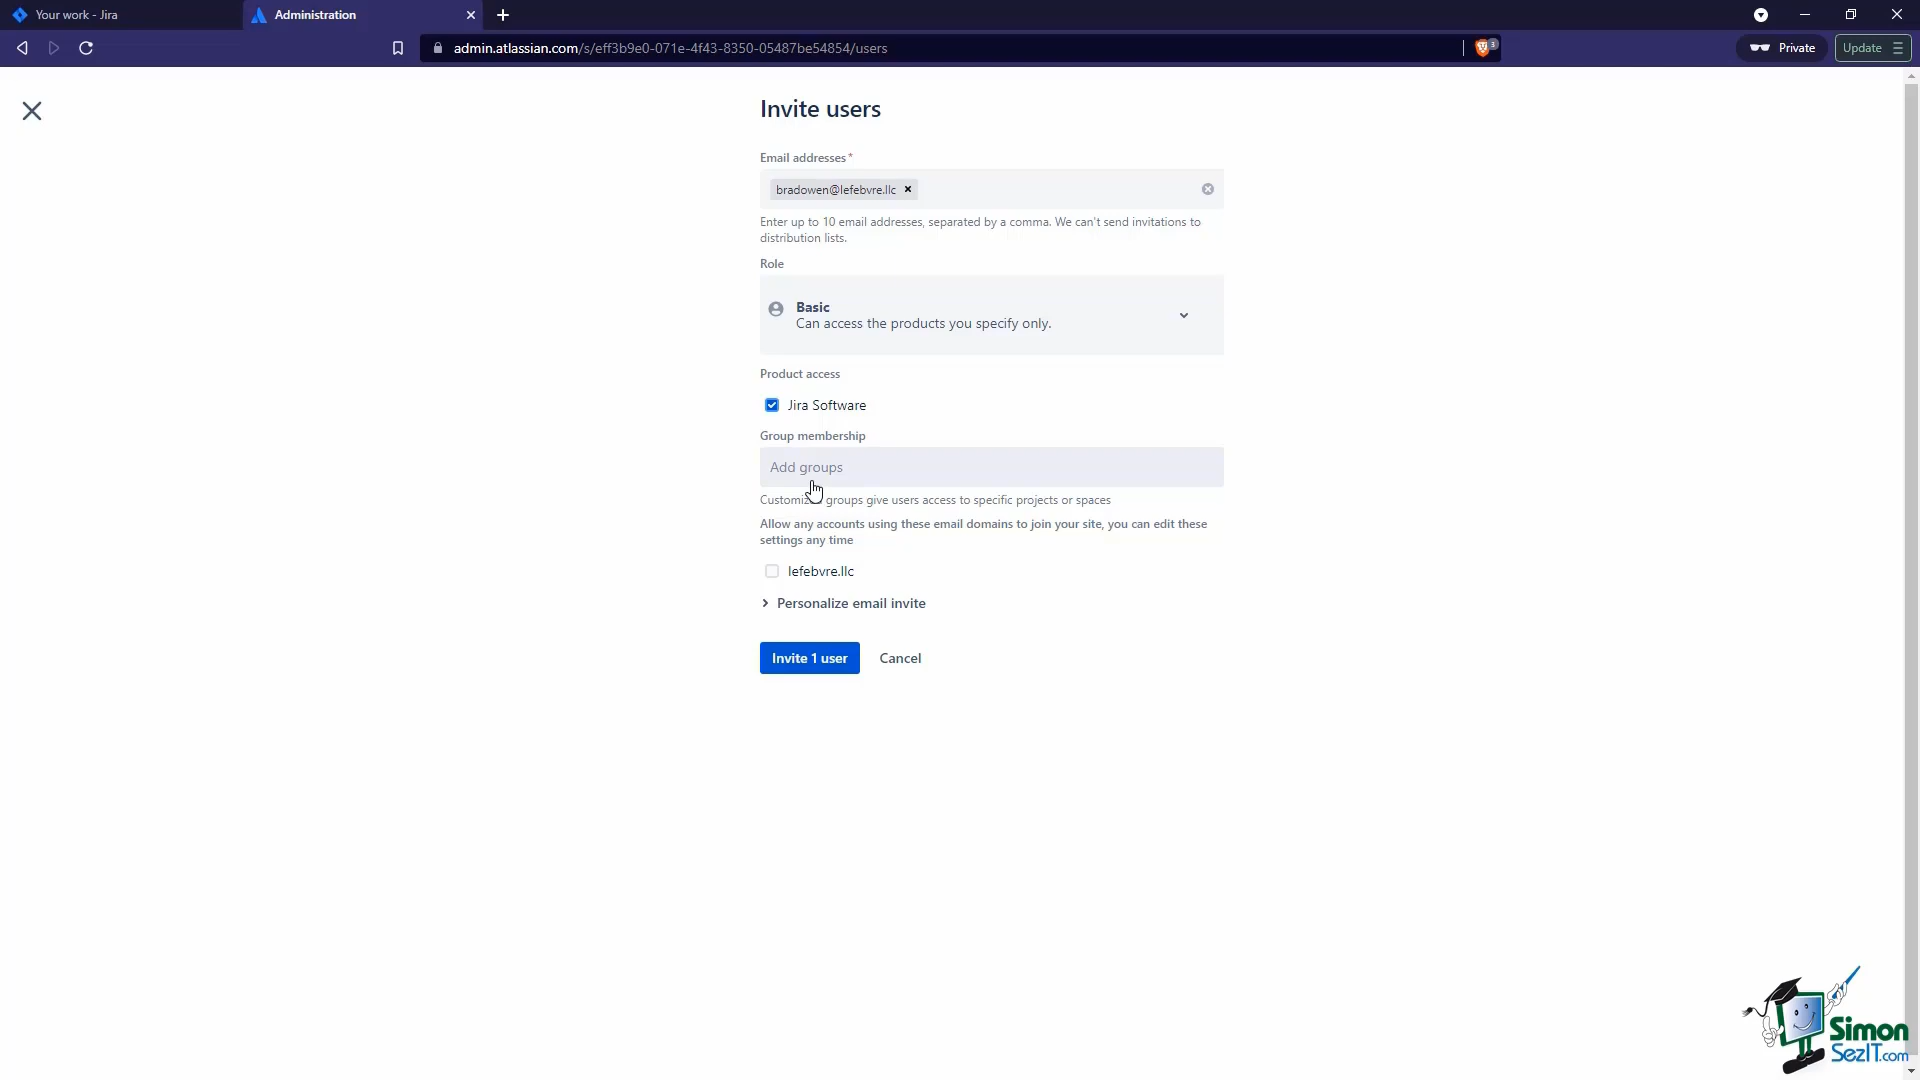 Your work - Jira
Administration
admin.atlassian.com/s/eff3b9e0-071e-4f43-8350-05487be54854/users
3
Private
Update
Invite users
Email addresses*
bradowen@lefebvre.llc
Enter up to 10 email addresses, separated by a comma. We can't send invitations to
distribution lists.
Role
Basic
Can access the products you specify only.
Product access
Jira Software
Group membership
Add groups
groups give users access to specific projects or spaces
Allow any accounts using these email domains to join your site, you can edit these
settings any time
lefebvre.llc
Personalize email invite
Invite 1 user
Cancel
Simon
SezIT.com